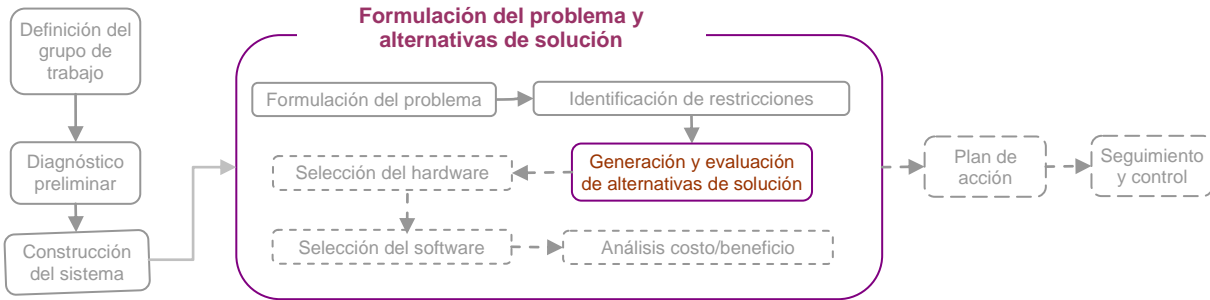 Formulación del problema y
alternativas de solución
Definición del
grupo de
trabajo
Diagnóstico
preliminar
Construcción
del sistema
Formulación del problema
Identificación de restricciones
Generación y evaluación
de alternativas de solución
Selección del hardware
Selección del software
Análisis costo/beneficio
Plan de
acción
Seguimiento
y control